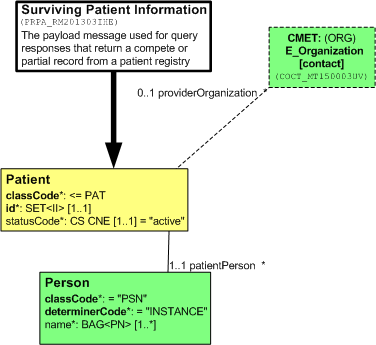 Surviving Patient Information
(PRPA_RM201303IHE)
The payload message used for query
responses that return a compete or
partial record from a patient registry
CMET: (ORG)
E_Organization
[contact]
(COCT_MT150003UV)
0..1 providerOrganization
Patient
classCode*: <= PAT
id*: SET<II> [1..1]
statusCode*: CS CNE [1..1] = "active"
1..1 patientPerson *
Person
classCode*: = "PSN"
determinerCode*: = "INSTANCE"
name*: BAG<PN> [1..*]